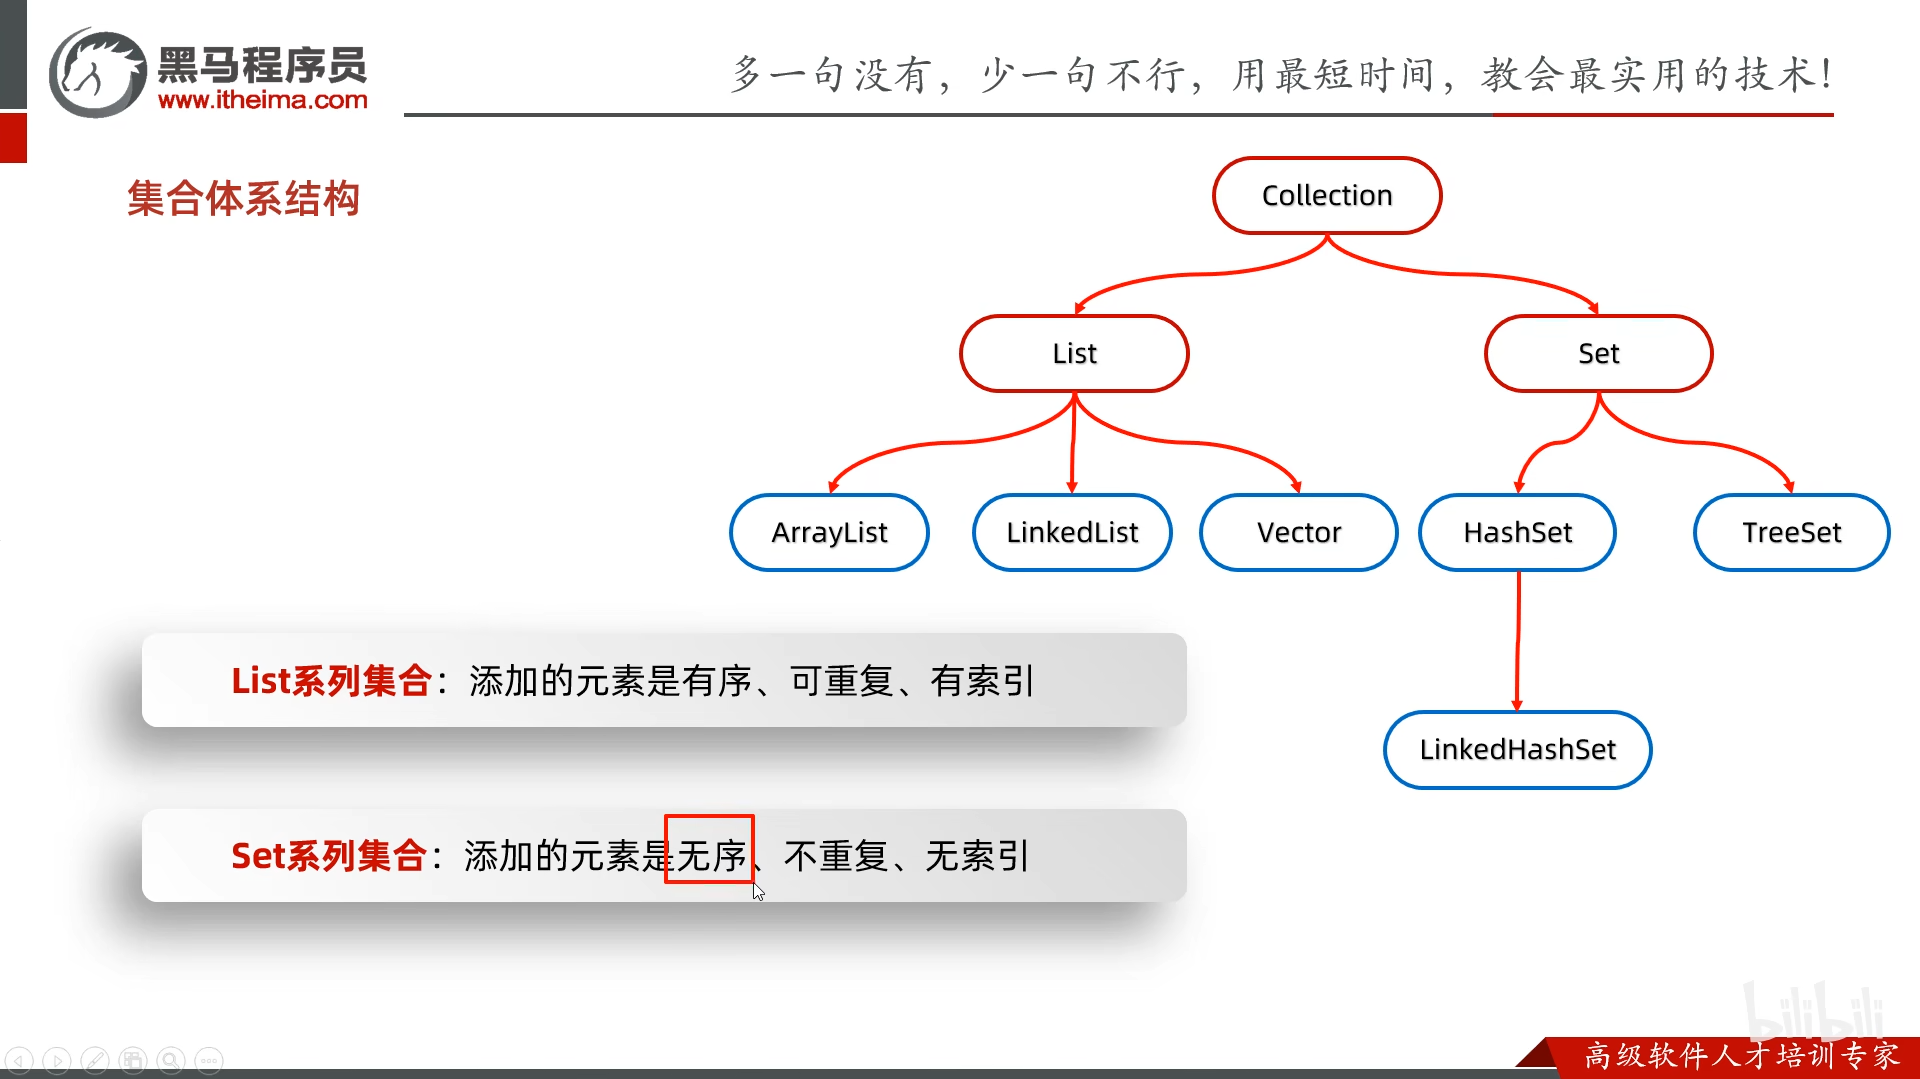 黑马程序员
www.itheima.com
多一句没有，少一句不行，用最短时间，教会最实用的技术！
集合体系结构
Collection
List
Set
ArrayList
LinkedList
Vector
HashSet
TreeSet
List系列集合：添加的元素是有序、可重复、有索引
LinkedHashSet
Set系列集合：添加的元素是无序、不重复、无索引
bilibili
高级软件人才培训专家